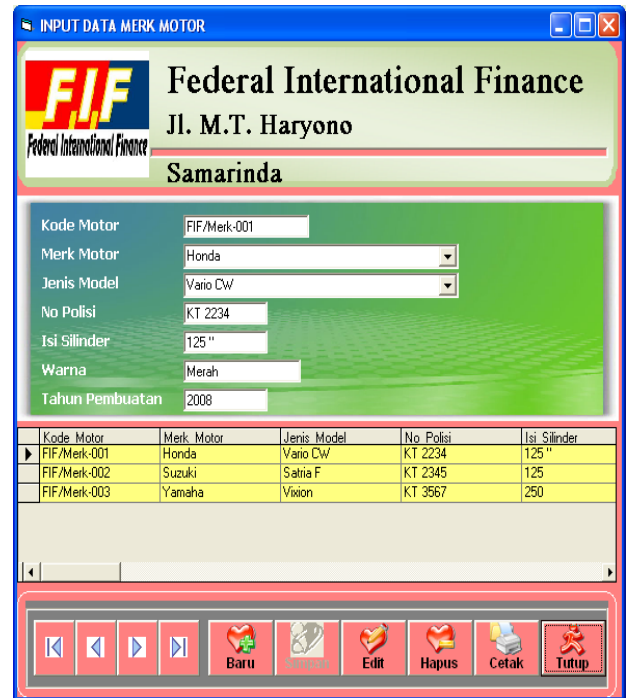 INPUT DATA MERK MOTOR
F.I.F
Federal International Finance
Federal International Finance
Jl. M.T. Haryono
Samarinda
Kode Motor FIF/Merk-001
Merk Motor Honda
Jenis Model Vario CW
No Polisi KT 2234
Isi Silinder 125 "
Warna Merah
Tahun Pembuatan 2008
Kode Motor Merk Motor Jenis Model No Polisi Isi Silinder
FIF/Merk-001 Honda Vario CW KT 2234 125 "
FIF/Merk-002 Suzuki Satria F KT 2345 125
FIF/Merk-003 Yamaha Vixion KT 3567 250
Baru Simpan Edit Hapus Cetak Tutup